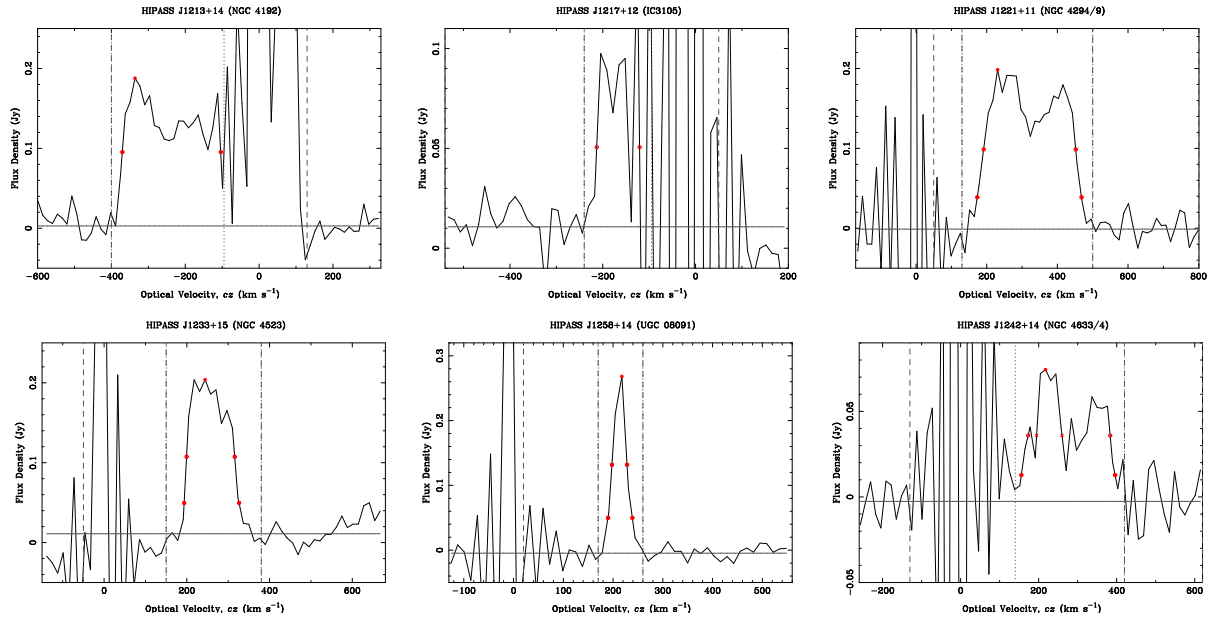 HIPASS J1213+14 (NGC 4192)
Flux Density (Jy)
0.2
0.1
0
−600 −400 −200 0 200
Optical Velocity, cz (km s⁻¹)
HIPASS J1217+12 (IC3105)
Flux Density (Jy)
0.1
0.05
0
−400 −200 0 200
Optical Velocity, cz (km s⁻¹)
HIPASS J1221+11 (NGC 4294/9)
Flux Density (Jy)
0.2
0.1
0
0 200 400 600 800
Optical Velocity, cz (km s⁻¹)
HIPASS J1233+15 (NGC 4523)
Flux Density (Jy)
0.2
0.1
0
0 200 400 600
Optical Velocity, cz (km s⁻¹)
HIPASS J1258+14 (UGC 08091)
Flux Density (Jy)
0.3
0.2
0.1
0
−100 0 100 200 300 400 500
Optical Velocity, cz (km s⁻¹)
HIPASS J1242+14 (NGC 4633/4)
Flux Density (Jy)
0.05
0
−0.05
−200 0 200 400 600
Optical Velocity, cz (km s⁻¹)